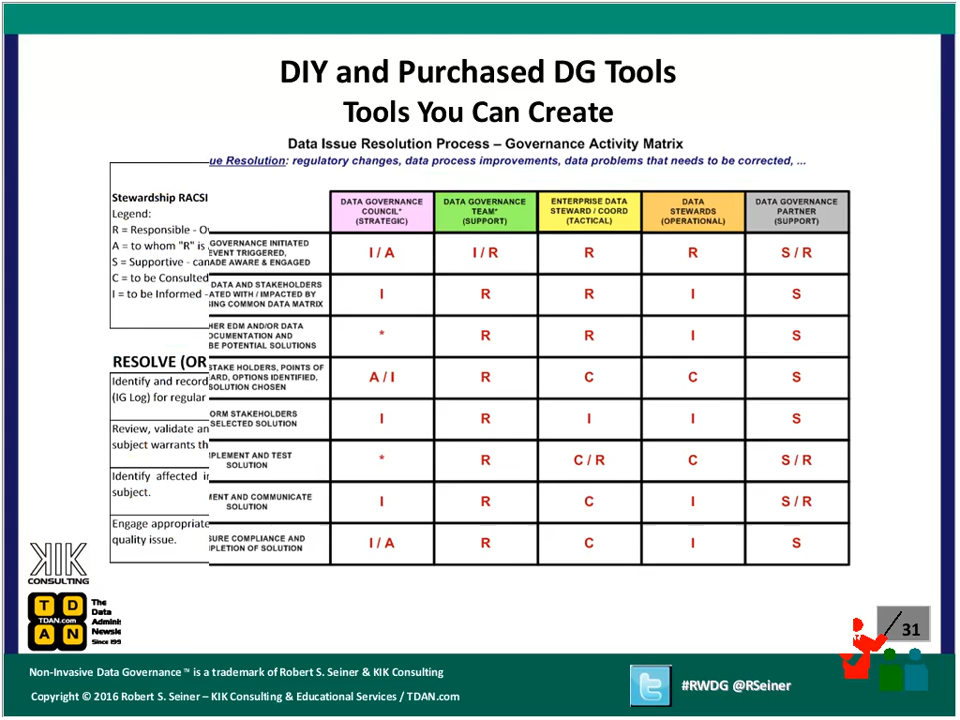 DIY and Purchased DG Tools
Tools You Can Create
Data Issue Resolution Process – Governance Activity Matrix
ue Resolution: regulatory changes, data process improvements, data problems that needs to be corrected, ...
Stewardship RACSI
Legend:
R = Responsible - O
A = to whom "R" is
S = Supportive - can
C = to be Consulted
I = to be Informed -
RESOLVE (OR
Identify and record
(IG Log) for regular
Review, validate an
subject warrants th
Identify affected i
subject.
Engage appropriate
quality issue.
DATA GOVERNANCE COUNCIL* (STRATEGIC)
DATA GOVERNANCE TEAM* (SUPPORT)
ENTERPRISE DATA STEWARD / COORD (TACTICAL)
DATA STEWARDS (OPERATIONAL)
DATA GOVERNANCE PARTNER (SUPPORT)
GOVERNANCE INITIATED
EVENT TRIGGERED,
ADE AWARE & ENGAGED
I / A I / R R R S / R
DATA AND STAKEHOLDERS
ATED WITH / IMPACTED BY
SING COMMON DATA MATRIX
I R R I S
HER EDM AND/OR DATA
OCUMENTATION AND
BE POTENTIAL SOLUTIONS
* R R I S
STAKE HOLDERS, POINTS OF
ARD, OPTIONS IDENTIFIED,
SOLUTION CHOSEN
A / I R C C S
ORM STAKEHOLDERS
SELECTED SOLUTION
I R I I S
PLEMENT AND TEST
SOLUTION
* R C / R C S / R
MENT AND COMMUNICATE
SOLUTION
I R C I S / R
SURE COMPLIANCE AND
PLETION OF SOLUTION
I / A R C I S
KIK
CONSULTING
T D
TDAN.com
A N
The
Data
Adminis
Newsle
Since 199
31
Non-Invasive Data Governance™ is a trademark of Robert S. Seiner & KIK Consulting
Copyright © 2016 Robert S. Seiner – KIK Consulting & Educational Services / TDAN.com
#RWDG @RSeiner